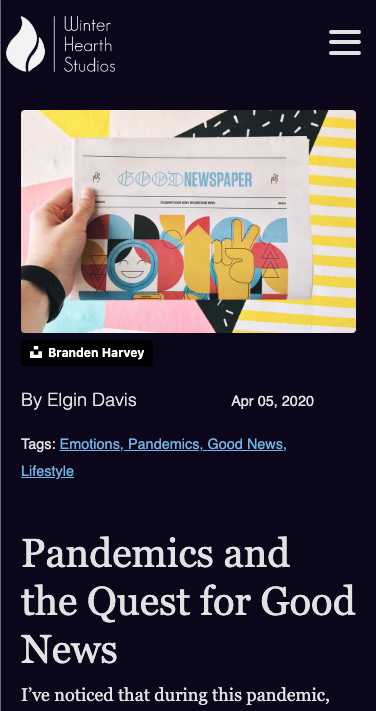 Winter
Hearth
Studios
GOOD NEWSPAPER
Branden Harvey
By Elgin Davis
Apr 05, 2020
Tags: Emotions, Pandemics, Good News,
Lifestyle
Pandemics and
the Quest for Good
News
I’ve noticed that during this pandemic,